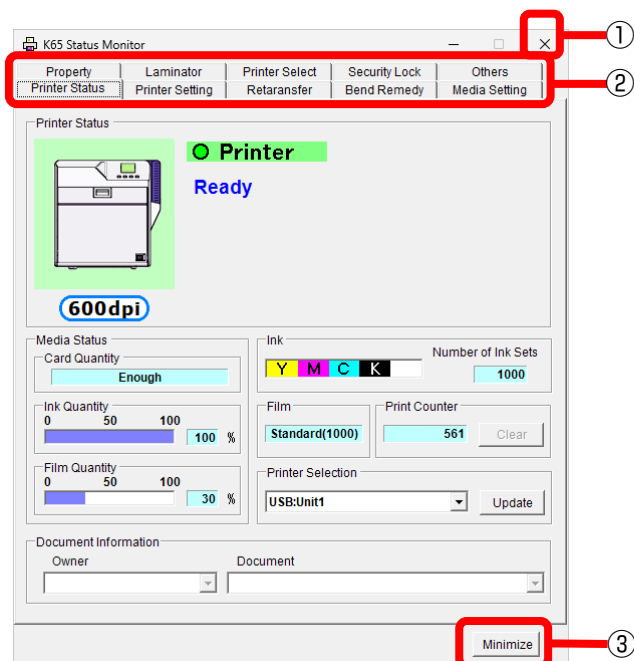 ①
K65 Status Monitor
②
Property Laminator Printer Select Security Lock Others
Printer Status Printer Setting Retaransfer Bend Remedy Media Setting
Printer Status
Printer
Ready
600dpi
Media Status
Card Quantity
Enough
Ink
Y M C K
Number of Ink Sets
1000
Ink Quantity
0 50 100
100 %
Film
Standard(1000)
Print Counter
561 Clear
Film Quantity
0 50 100
30 %
Printer Selection
USB:Unit1 Update
Document Information
Owner Document
Minimize
③